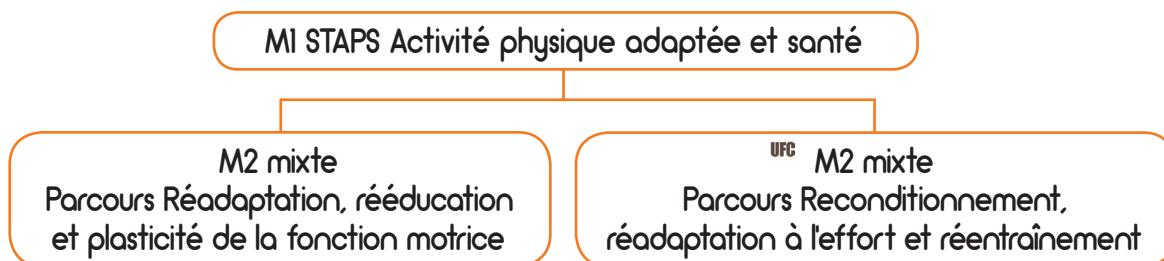 M1 STAPS Activité physique adaptée et santé
M2 mixte
Parcours Réadaptation, rééducation
et plasticité de la fonction motrice
UFC M2 mixte
Parcours Reconditionnement,
réadaptation à l'effort et réentraînement